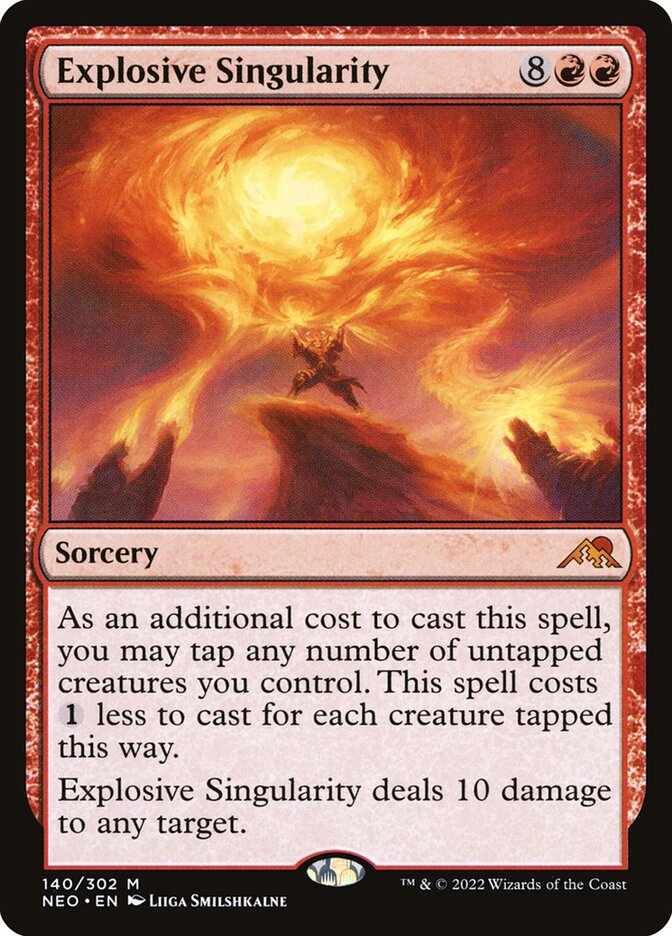 Explosive Singularity 8
Sorcery
As an additional cost to cast this spell,
you may tap any number of untapped
creatures you control. This spell costs
1 less to cast for each creature tapped
this way.
Explosive Singularity deals 10 damage
to any target.
140/302 M
NEO • EN Liiga Smilshkalne
™ & © 2022 Wizards of the Coast